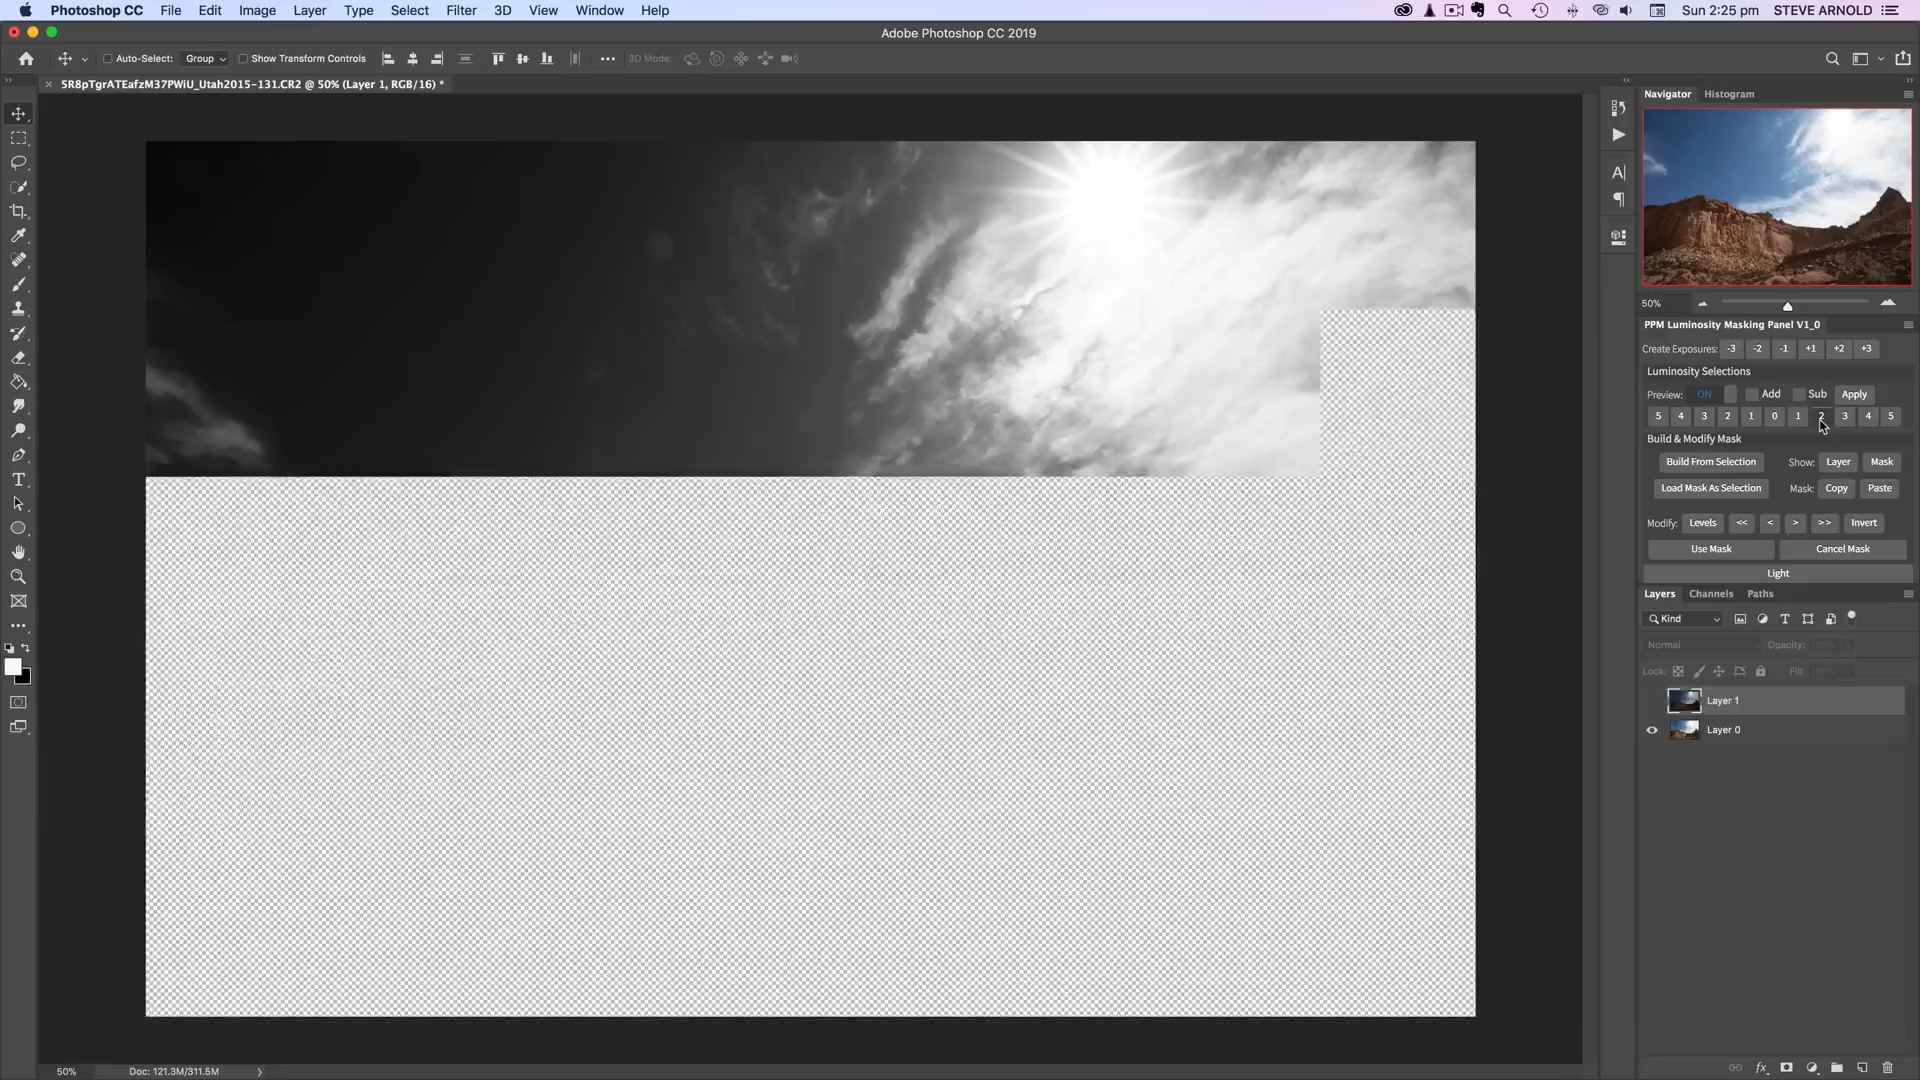 Photoshop CC File Edit Image Layer Type Select Filter 3D View Window Help Sun 2:25 pm STEVE ARNOLD
Adobe Photoshop CC 2019
Auto-Select: Group Show Transform Controls 3D Mode:
5R8pTgrATEafzM37PWiU_Utah2015-131.CR2 @ 50% (Layer 1, RGB/16) *
Navigator Histogram
50%
PPM Luminosity Masking Panel V1_0
Create Exposures: -3 -2 -1 +1 +2 +3
Luminosity Selections
Preview: ON Add Sub Apply
5 4 3 2 1 0 1 2 3 4 5
Build & Modify Mask
Build From Selection Show: Layer Mask
Load Mask As Selection Mask: Copy Paste
Modify: Levels << < > >> Invert
Use Mask Cancel Mask
Light
Layers Channels Paths
Kind
Normal Opacity: 100%
Lock: Fill: 100%
Layer 1
Layer 0
50% Doc: 121.3M/311.5M